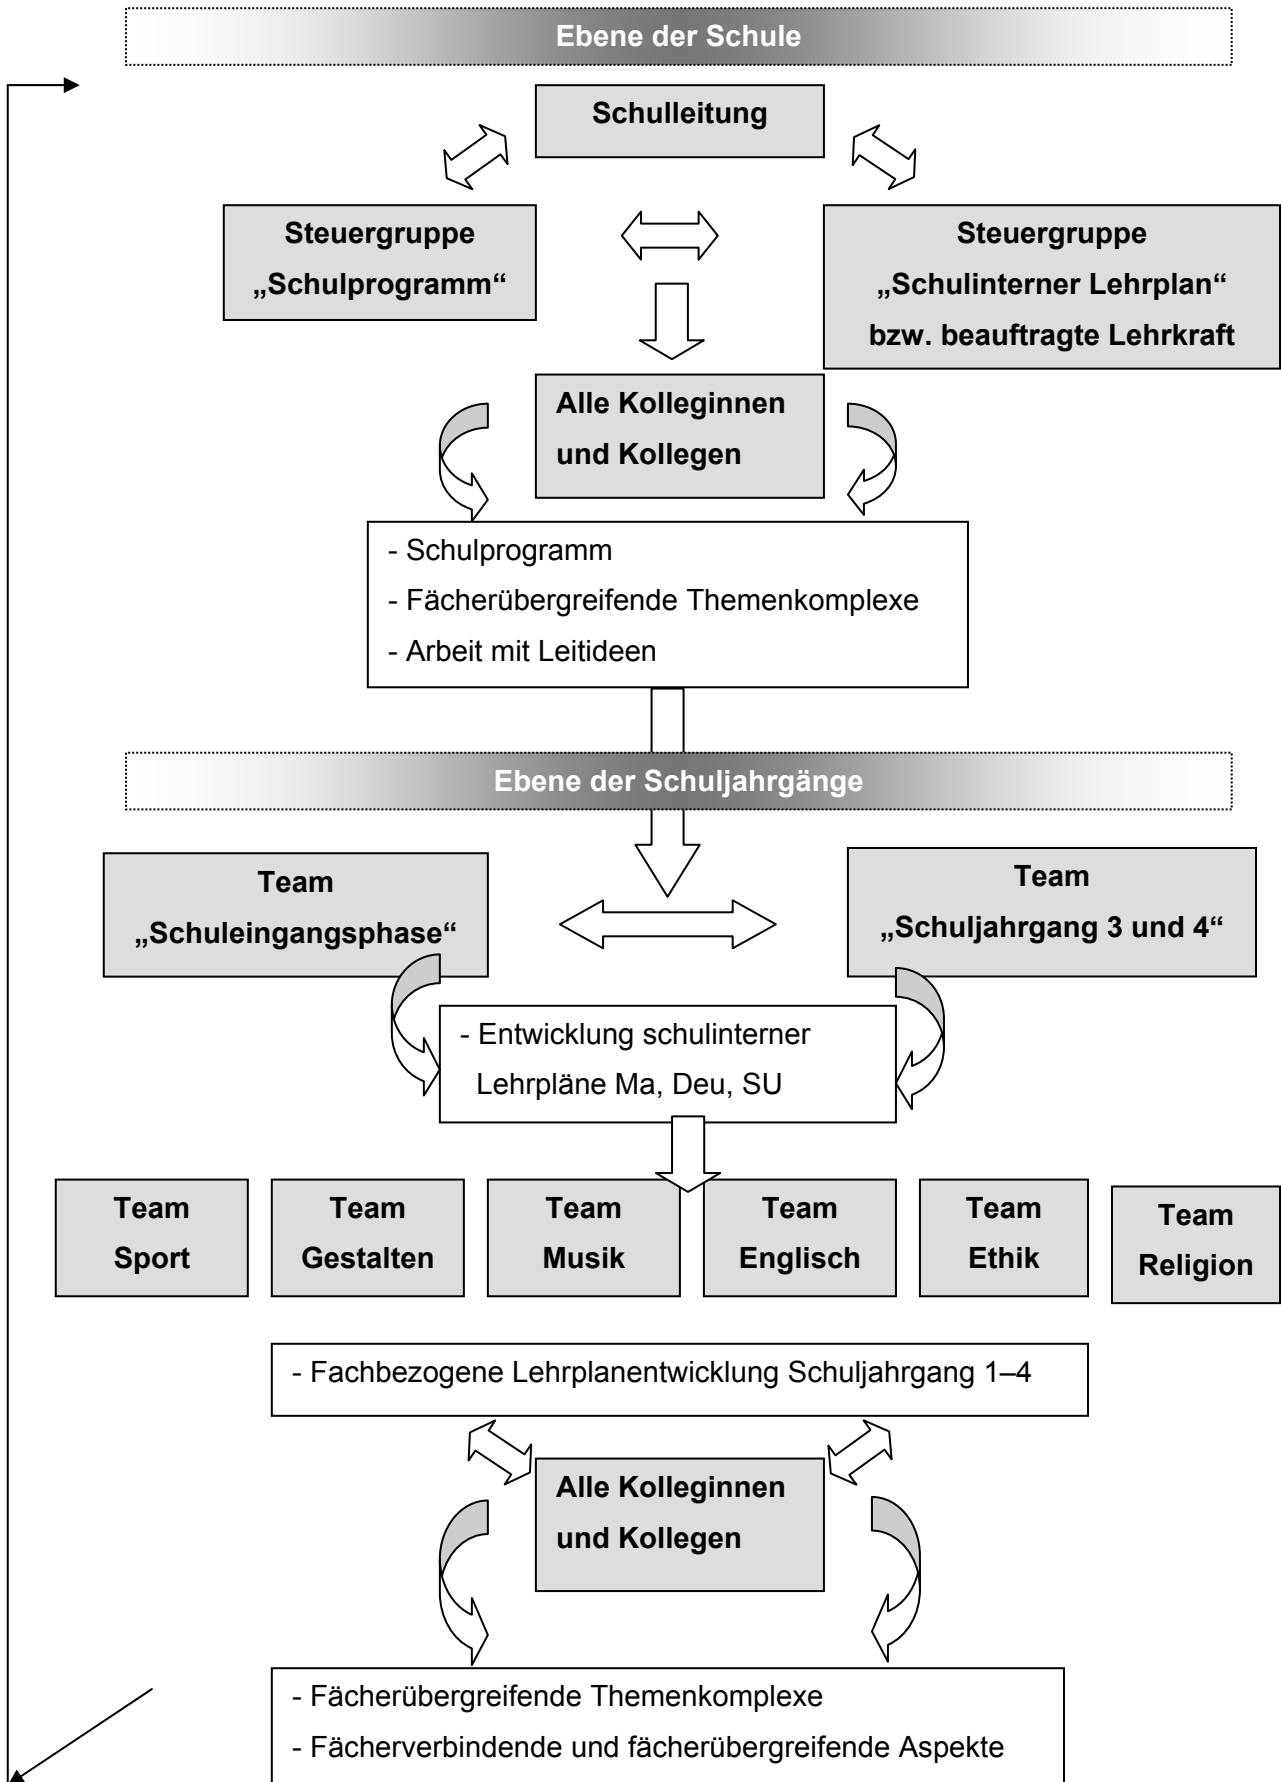 Ebene der Schule
Schulleitung
Steuergruppe
„Schulprogramm“
Steuergruppe
„Schulinterner Lehrplan“
bzw. beauftragte Lehrkraft
Alle Kolleginnen
und Kollegen
- Schulprogramm
- Fächerübergreifende Themenkomplexe
- Arbeit mit Leitideen
Ebene der Schuljahrgänge
Team
„Schuleingangsphase“
Team
„Schuljahrgang 3 und 4“
- Entwicklung schulinterner
Lehrpläne Ma, Deu, SU
Team
Sport
Team
Gestalten
Team
Musik
Team
Englisch
Team
Ethik
Team
Religion
- Fachbezogene Lehrplanentwicklung Schuljahrgang 1–4
Alle Kolleginnen
und Kollegen
- Fächerübergreifende Themenkomplexe
- Fächerverbindende und fächerübergreifende Aspekte